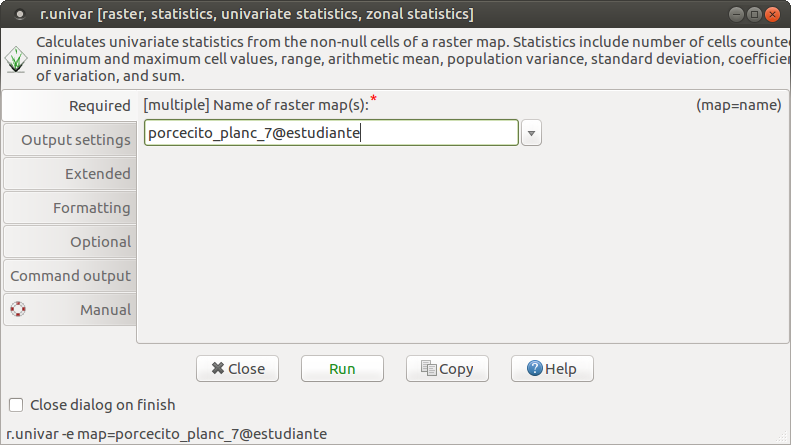 r.univar [raster, statistics, univariate statistics, zonal statistics]
Calculates univariate statistics from the non-null cells of a raster map. Statistics include number of cells counted
minimum and maximum cell values, range, arithmetic mean, population variance, standard deviation, coefficien
of variation, and sum.
Required
[multiple] Name of raster map(s):*
(map=name)
porcecito_planc_7@estudiante
Output settings
Extended
Formatting
Optional
Command output
Manual
Close
Run
Copy
Help
Close dialog on finish
r.univar -e map=porcecito_planc_7@estudiante